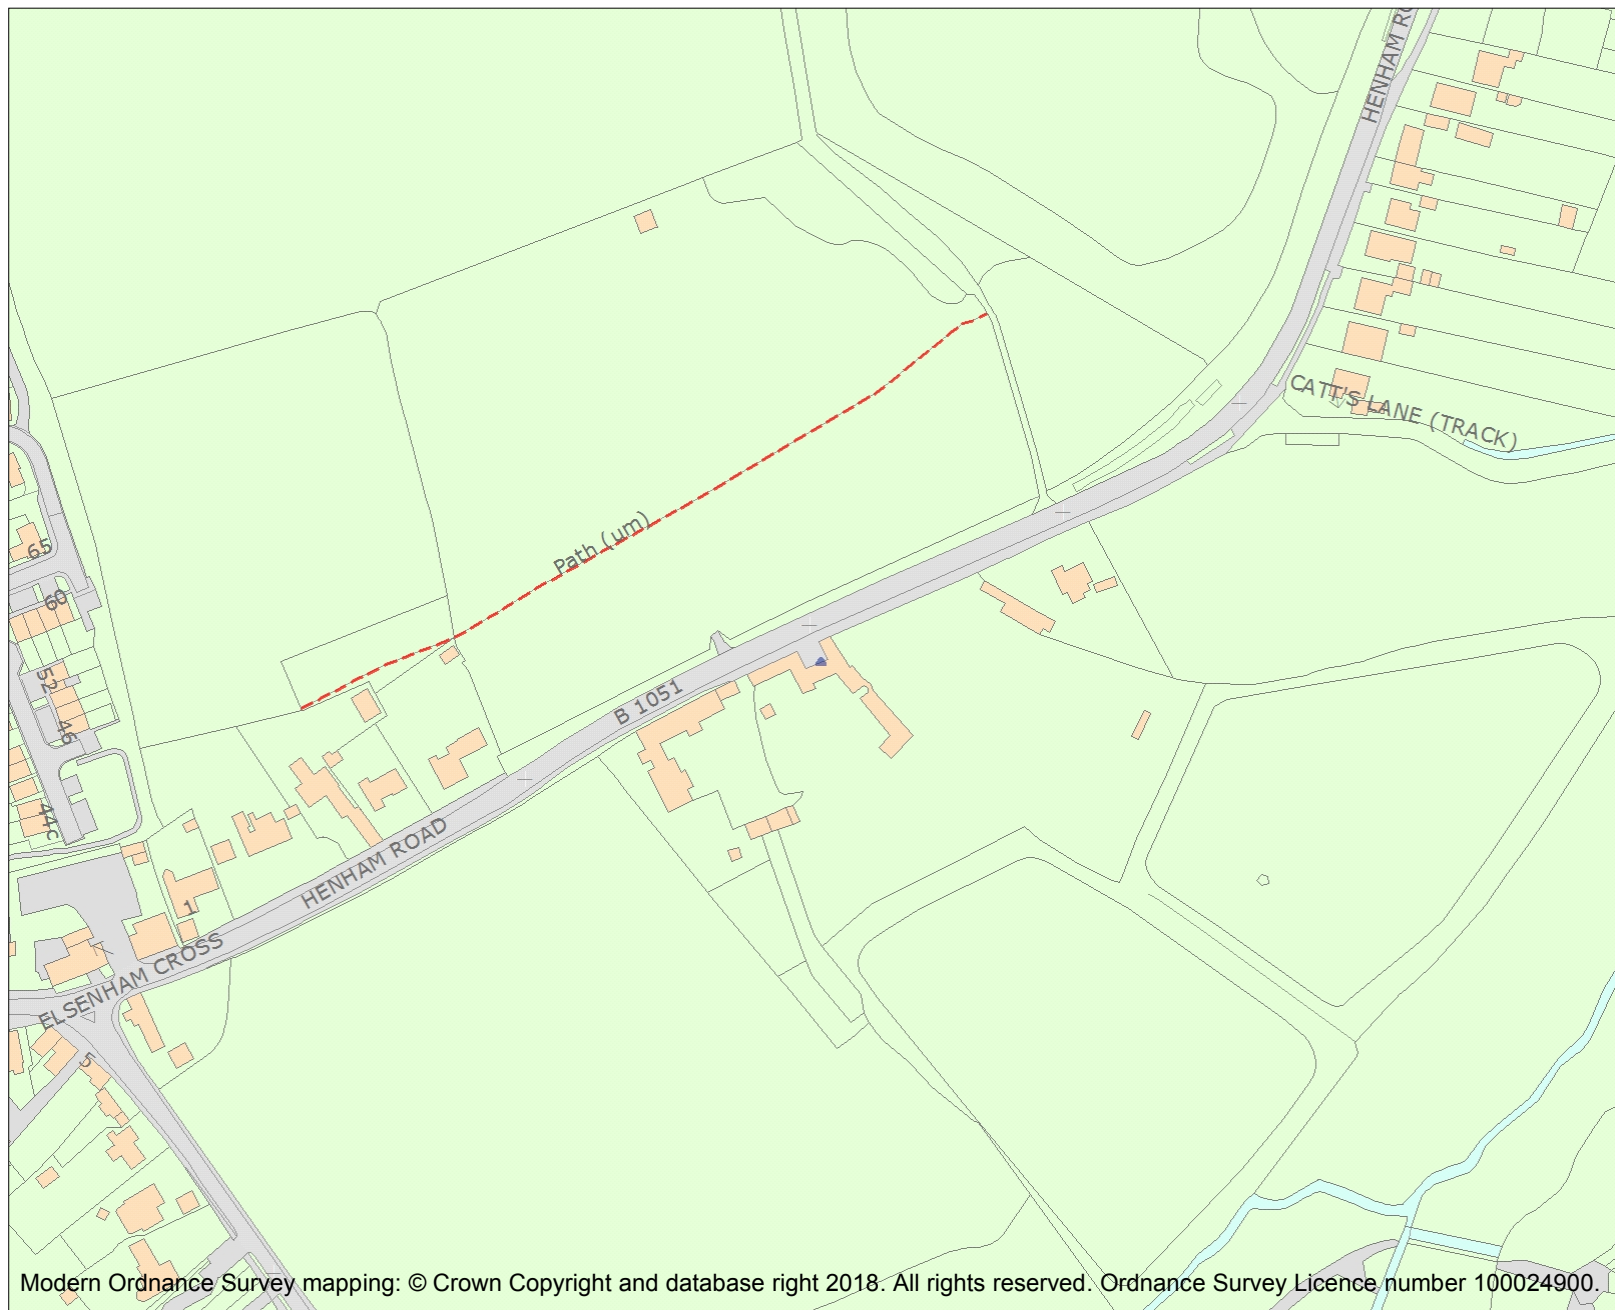 HENHAM RO
CATT'S LANE (TRACK)
Path (um)
65
60
52
46
44c
B 1051
HENHAM ROAD
1
ELSENHAM CROSS
5
Modern Ordnance Survey mapping: © Crown Copyright and database right 2018. All rights reserved. Ordnance Survey Licence number 100024900.